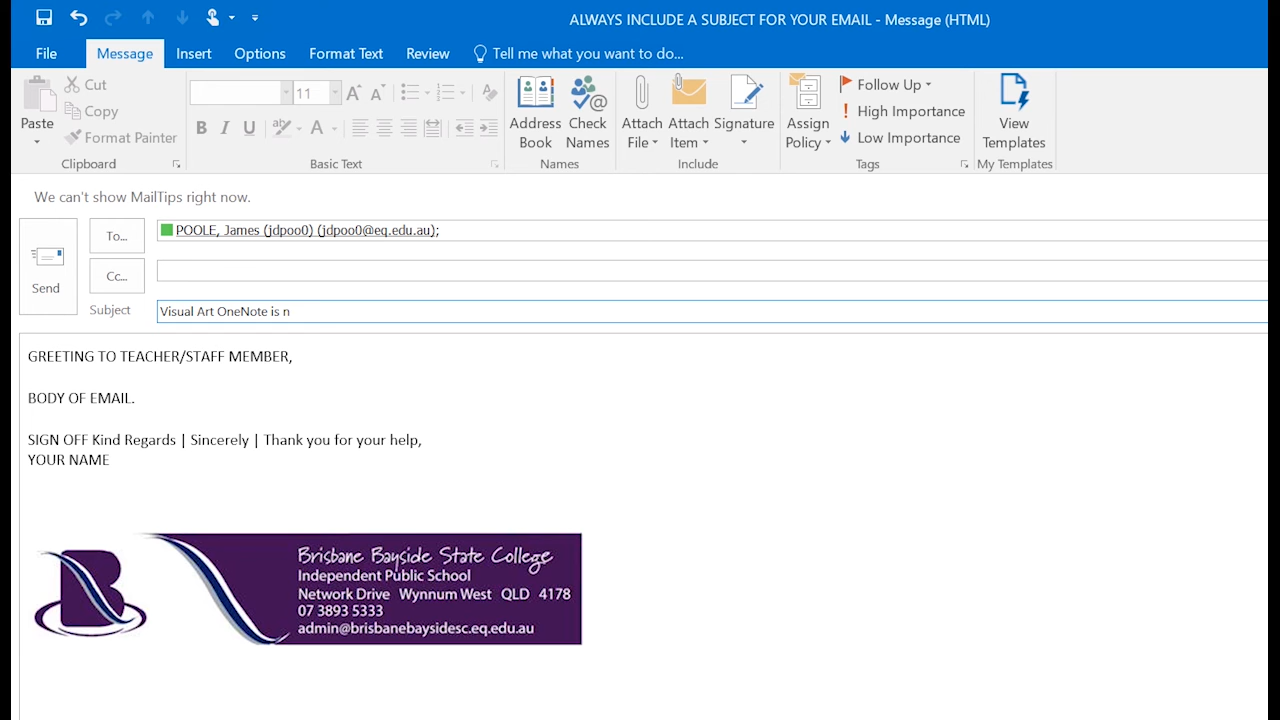 ALWAYS INCLUDE A SUBJECT FOR YOUR EMAIL - Message (HTML)
File Message Insert Options Format Text Review Tell me what you want to do...
Paste
Cut
Copy
Format Painter
Clipboard
11
B I U A
Basic Text
Address Book
Check Names
Names
Attach File
Attach Item
Signature
Include
Assign Policy
Follow Up
High Importance
Low Importance
Tags
View Templates
My Templates
We can't show MailTips right now.
Send
To... POOLE, James (jdpoo0) (jdpoo0@eq.edu.au);
Cc...
Subject Visual Art OneNote is n
GREETING TO TEACHER/STAFF MEMBER,
BODY OF EMAIL.
SIGN OFF Kind Regards | Sincerely | Thank you for your help,
YOUR NAME
B
Brisbane Bayside State College
Independent Public School
Network Drive Wynnum West QLD 4178
07 3893 5333
admin@brisbanebaysidesc.eq.edu.au